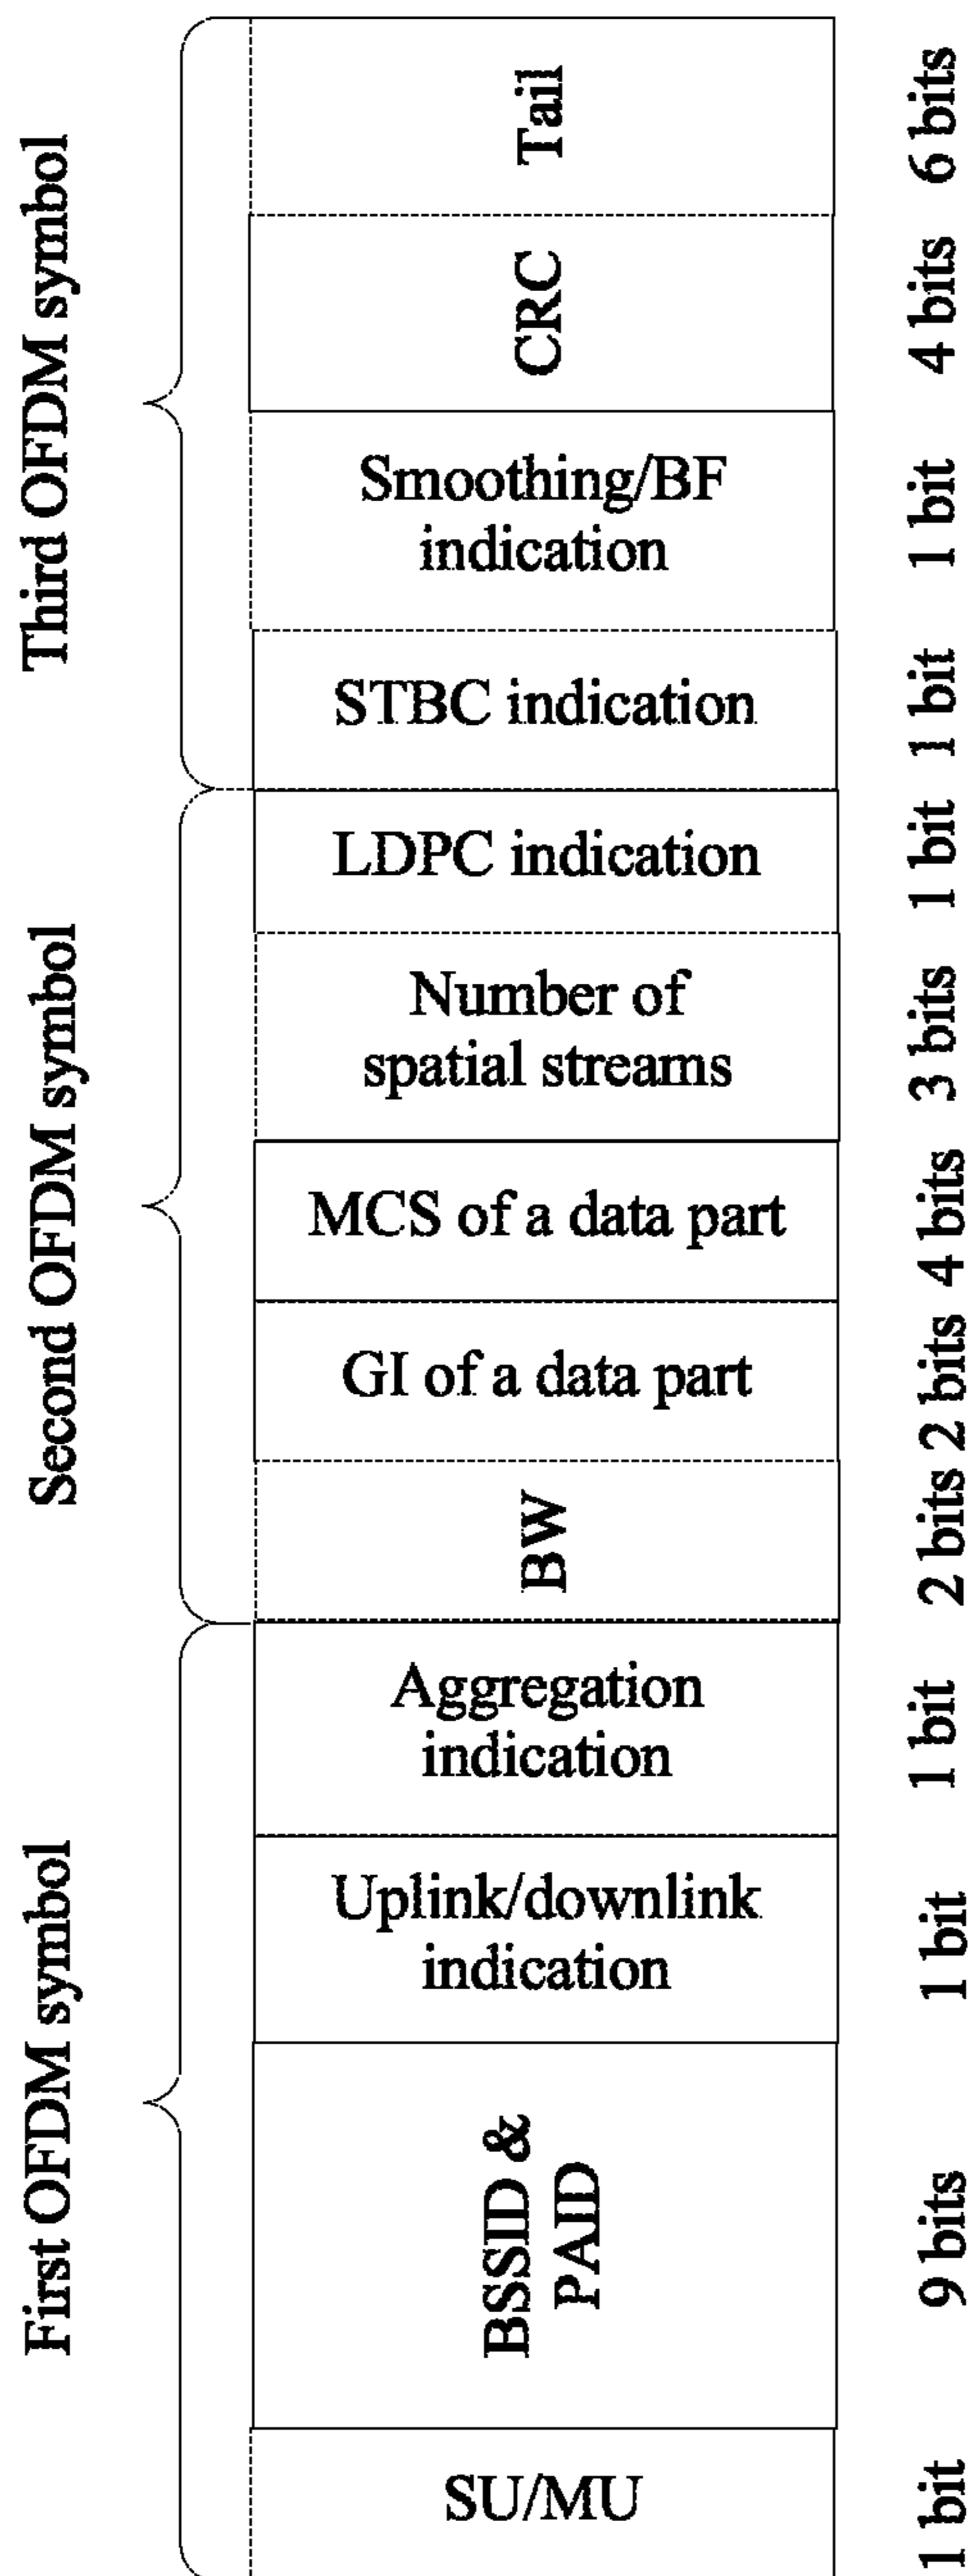 Third OFDM symbol
Tail
6 bits
CRC
4 bits
Smoothing/BF
indication
1 bit
STBC indication
1 bit
Second OFDM symbol
LDPC indication
1 bit
Number of
spatial streams
3 bits
MCS of a data part
4 bits
GI of a data part
2 bits
BW
2 bits
First OFDM symbol
Aggregation
indication
1 bit
Uplink/downlink
indication
1 bit
BSSID &
PAID
9 bits
SU/MU
1 bit